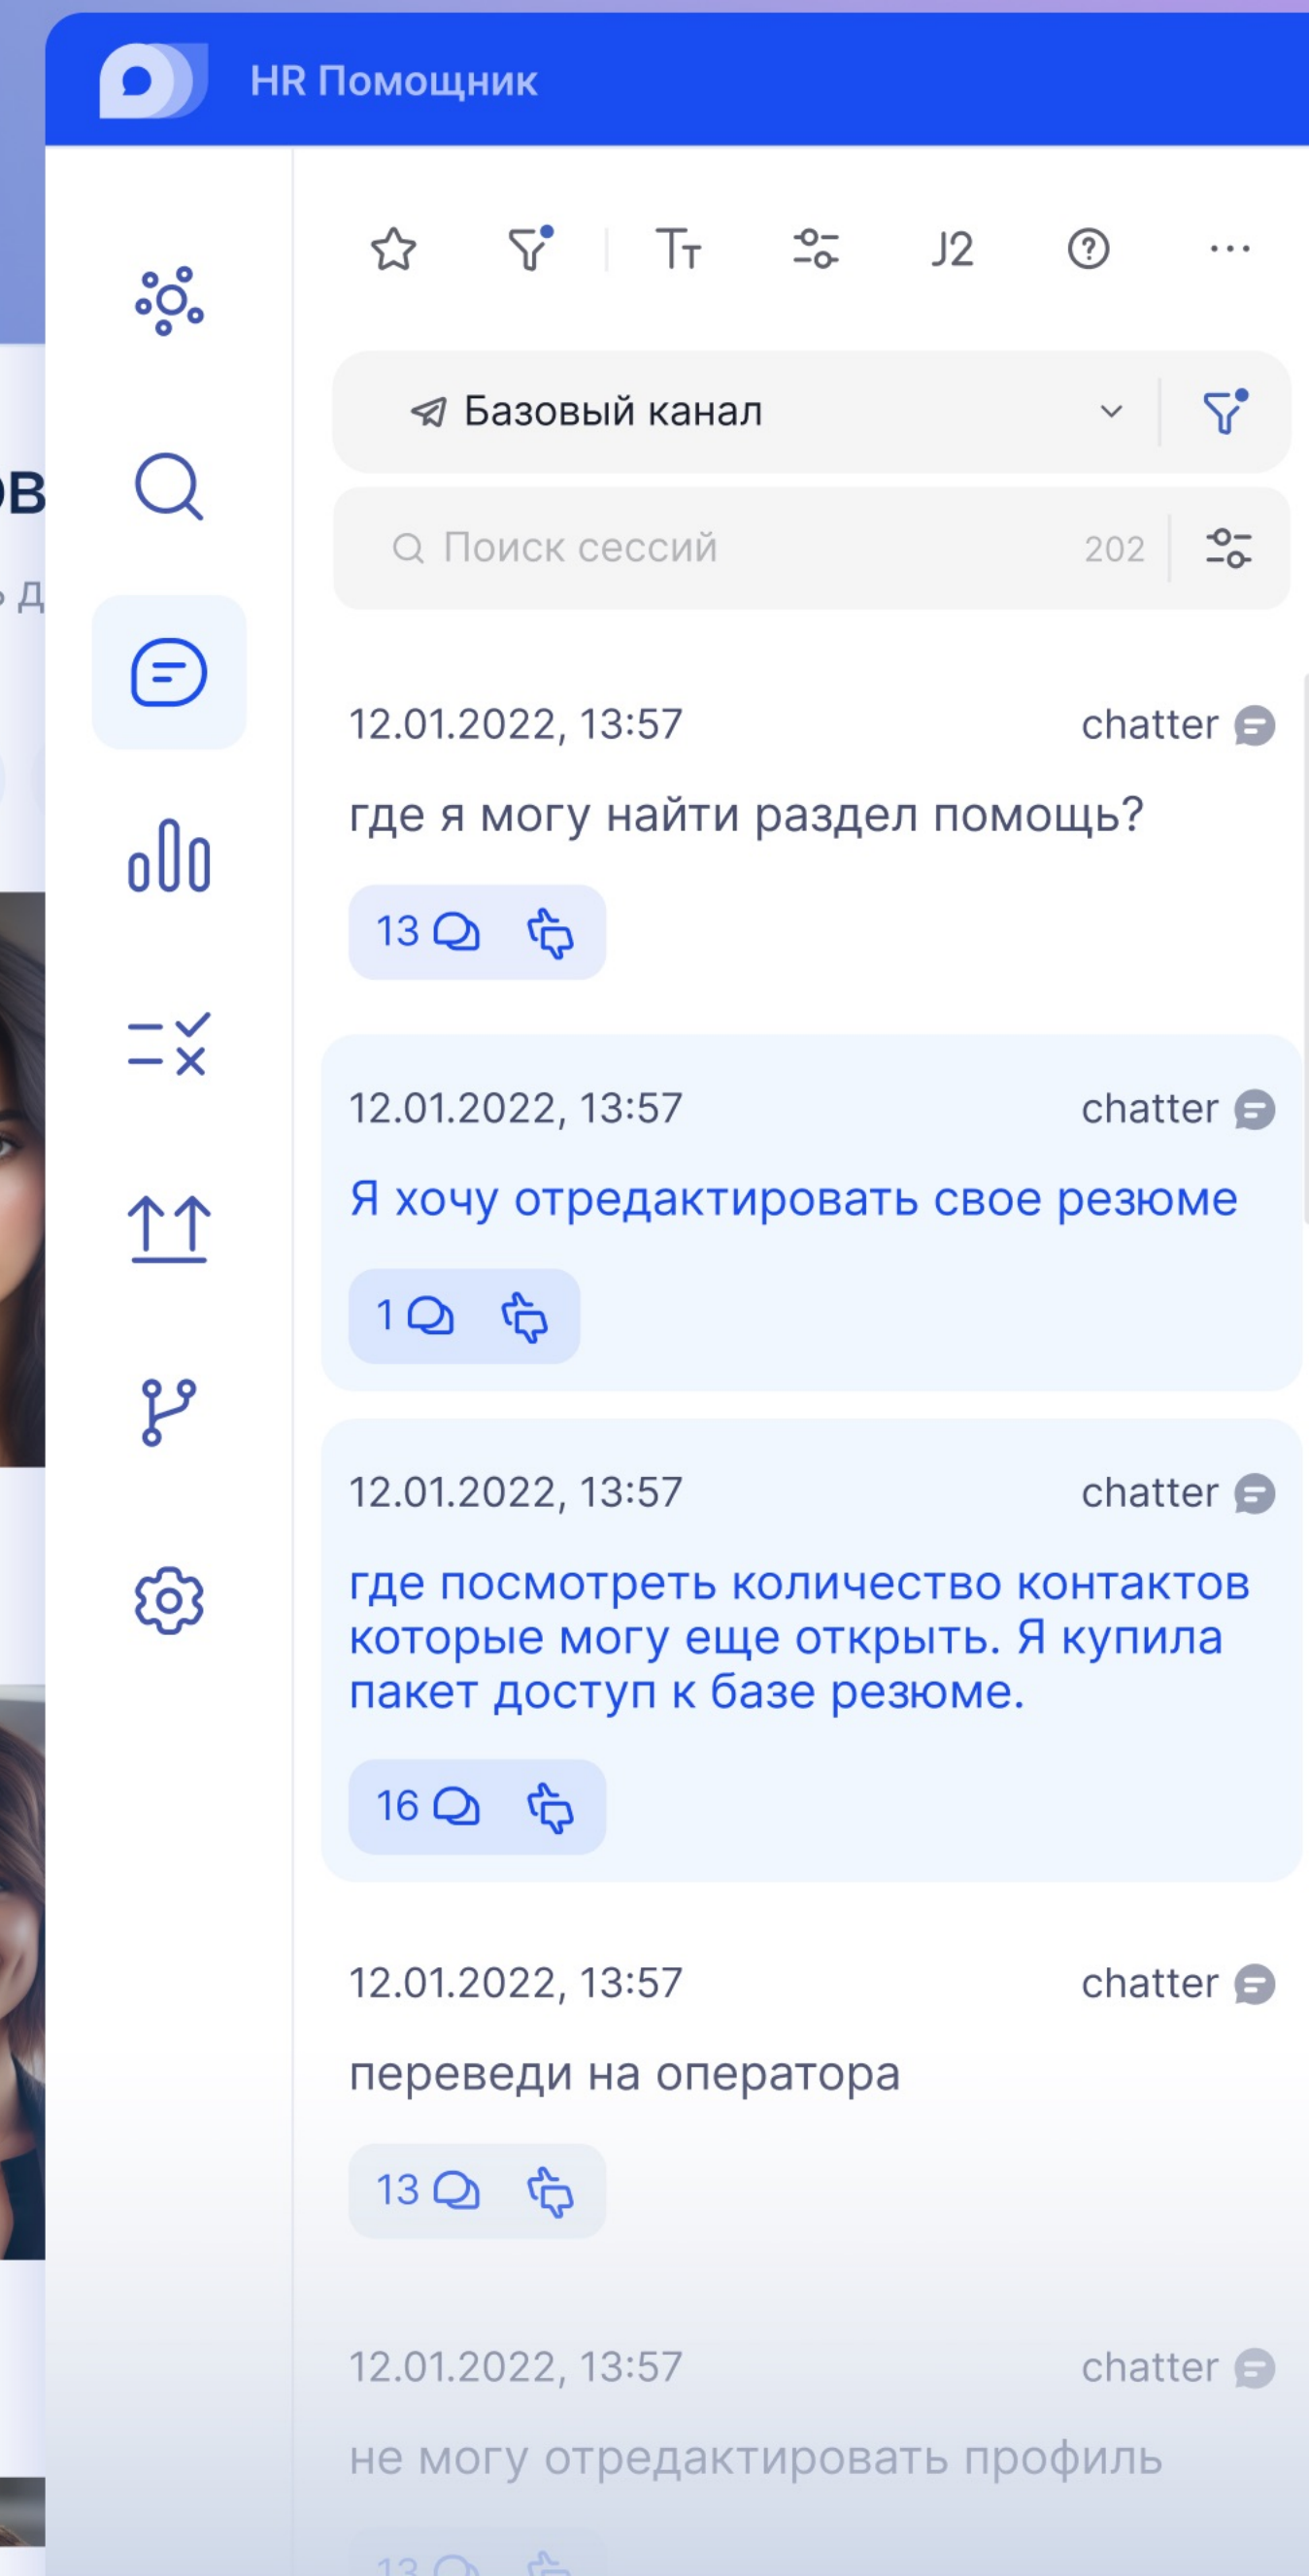 HR Помощник
J2
Базовый канал
Поиск сессий 202
12.01.2022, 13:57 chatter
где я могу найти раздел помощь?
13
12.01.2022, 13:57 chatter
Я хочу отредактировать свое резюме
1
12.01.2022, 13:57 chatter
где посмотреть количество контактов
которые могу еще открыть. Я купила
пакет доступ к базе резюме.
16
12.01.2022, 13:57 chatter
переведи на оператора
13
12.01.2022, 13:57 chatter
не могу отредактировать профиль
13